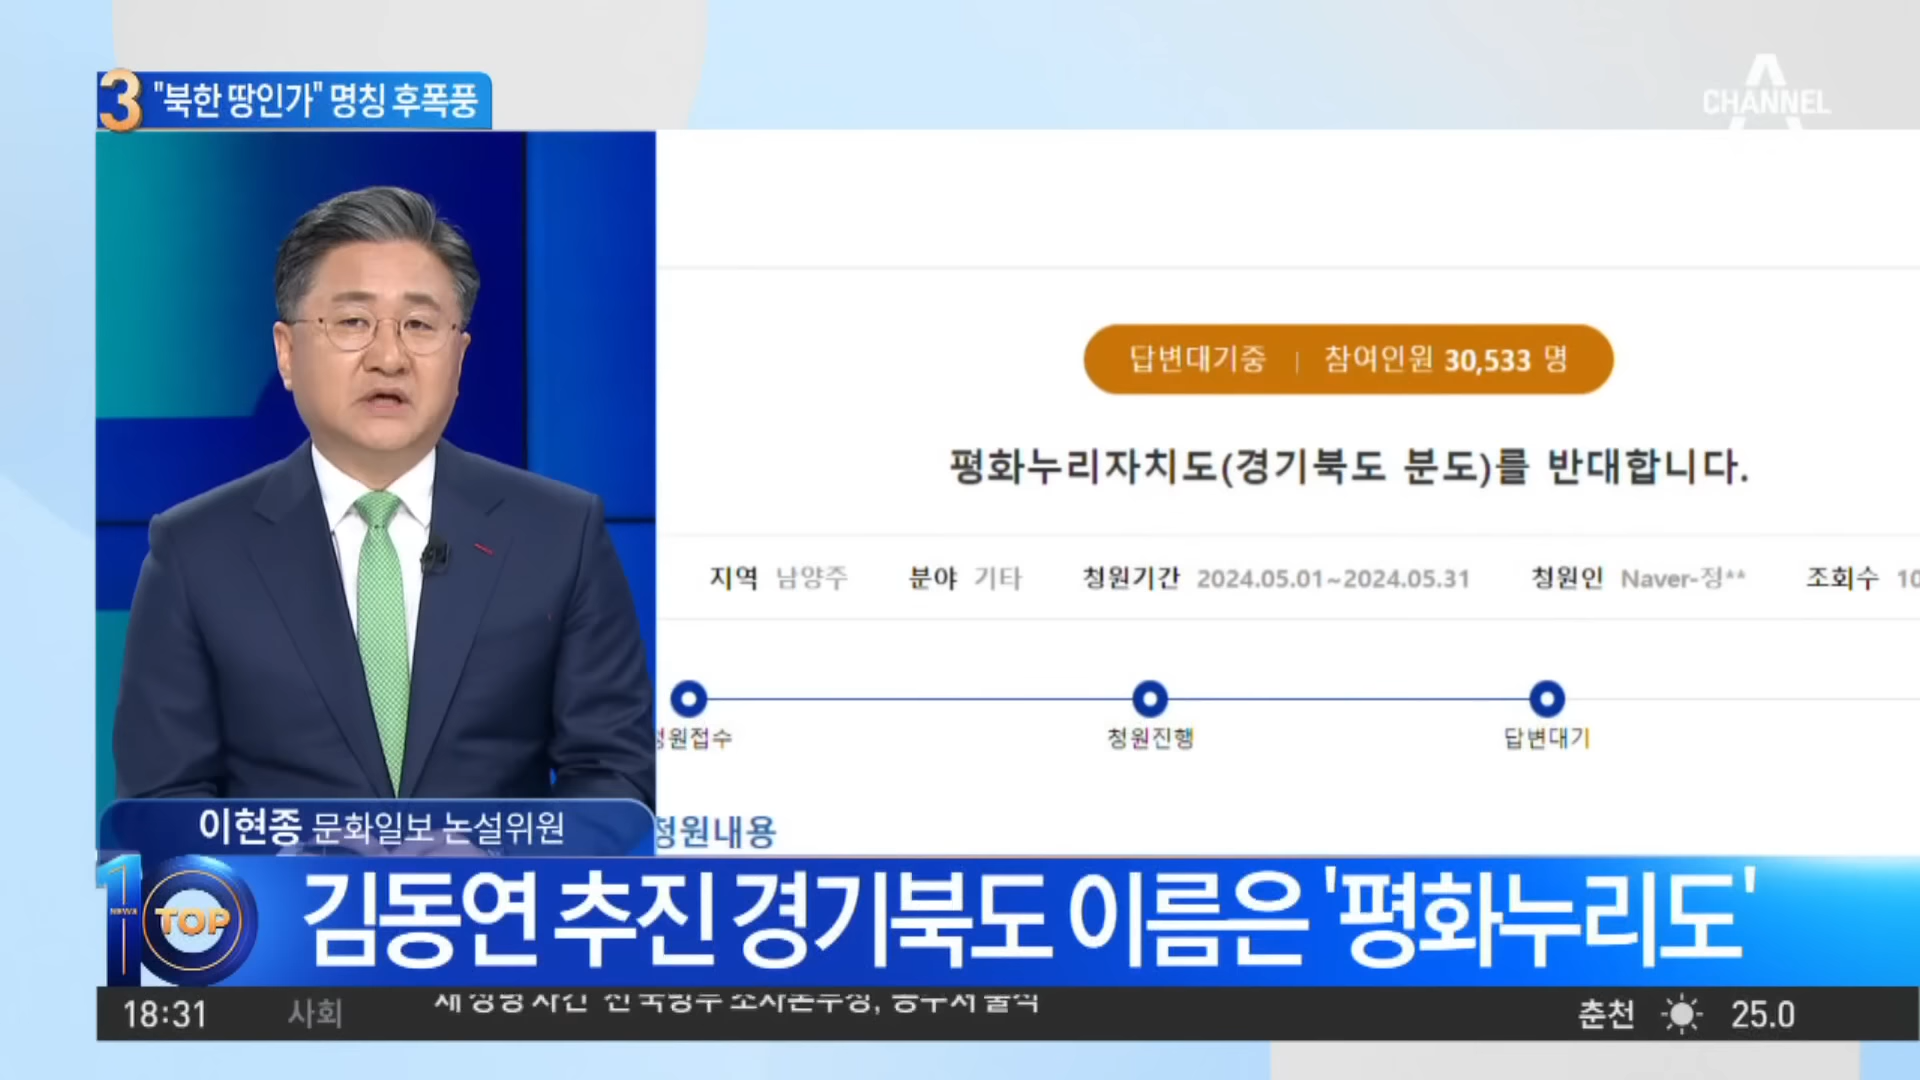 3 "북한 땅인가" 명칭 후폭풍
CHANNEL A
답변대기중 | 참여인원 30,533 명
평화누리자치도(경기북도 분도)를 반대합니다.
지역 남양주 분야 기타 청원기간 2024.05.01~2024.05.31 청원인 Naver-정** 조회수 10
청원접수 청원진행 답변대기
청원내용
이현종 문화일보 논설위원
NEWS TOP 10
김동연 추진 경기북도 이름은 '평화누리도'
18:31 사회 춘천 25.0